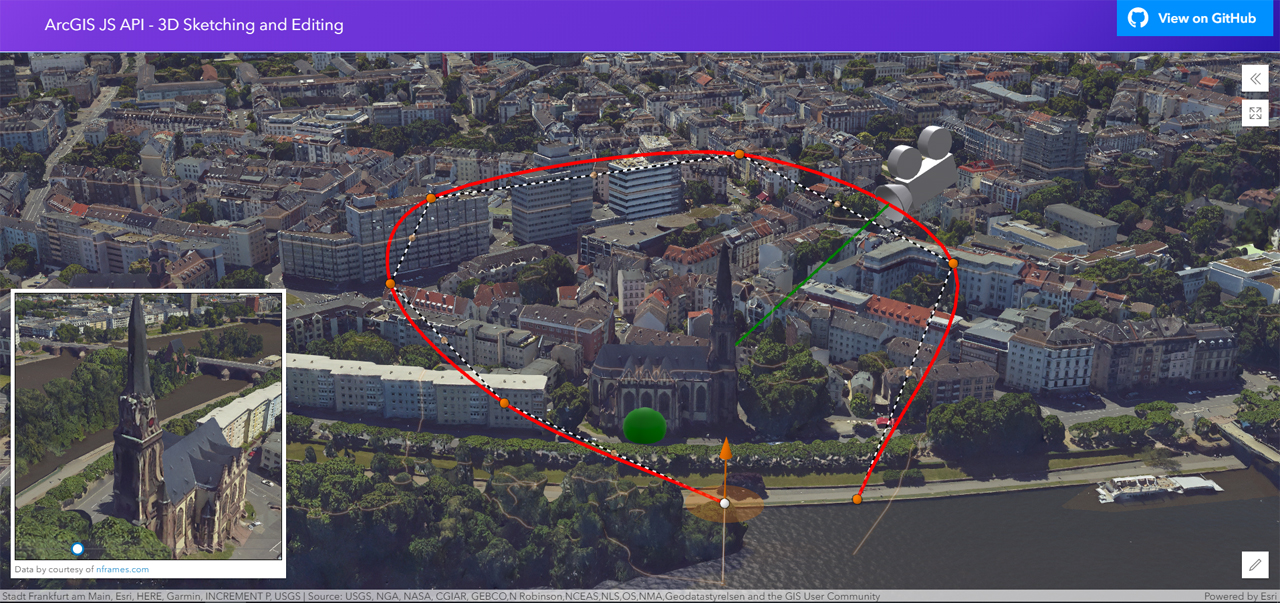 ArcGIS JS API - 3D Sketching and Editing
View on GitHub
Data by courtesy of nframes.com
Stadt Frankfurt am Main, Esri, HERE, Garmin, INCREMENT P, USGS | Source: USGS, NGA, NASA, CGIAR, GEBCO,N Robinson,NCEAS,NLS,OS,NMA,Geodatastyrelsen and the GIS User Community
Powered by Esri